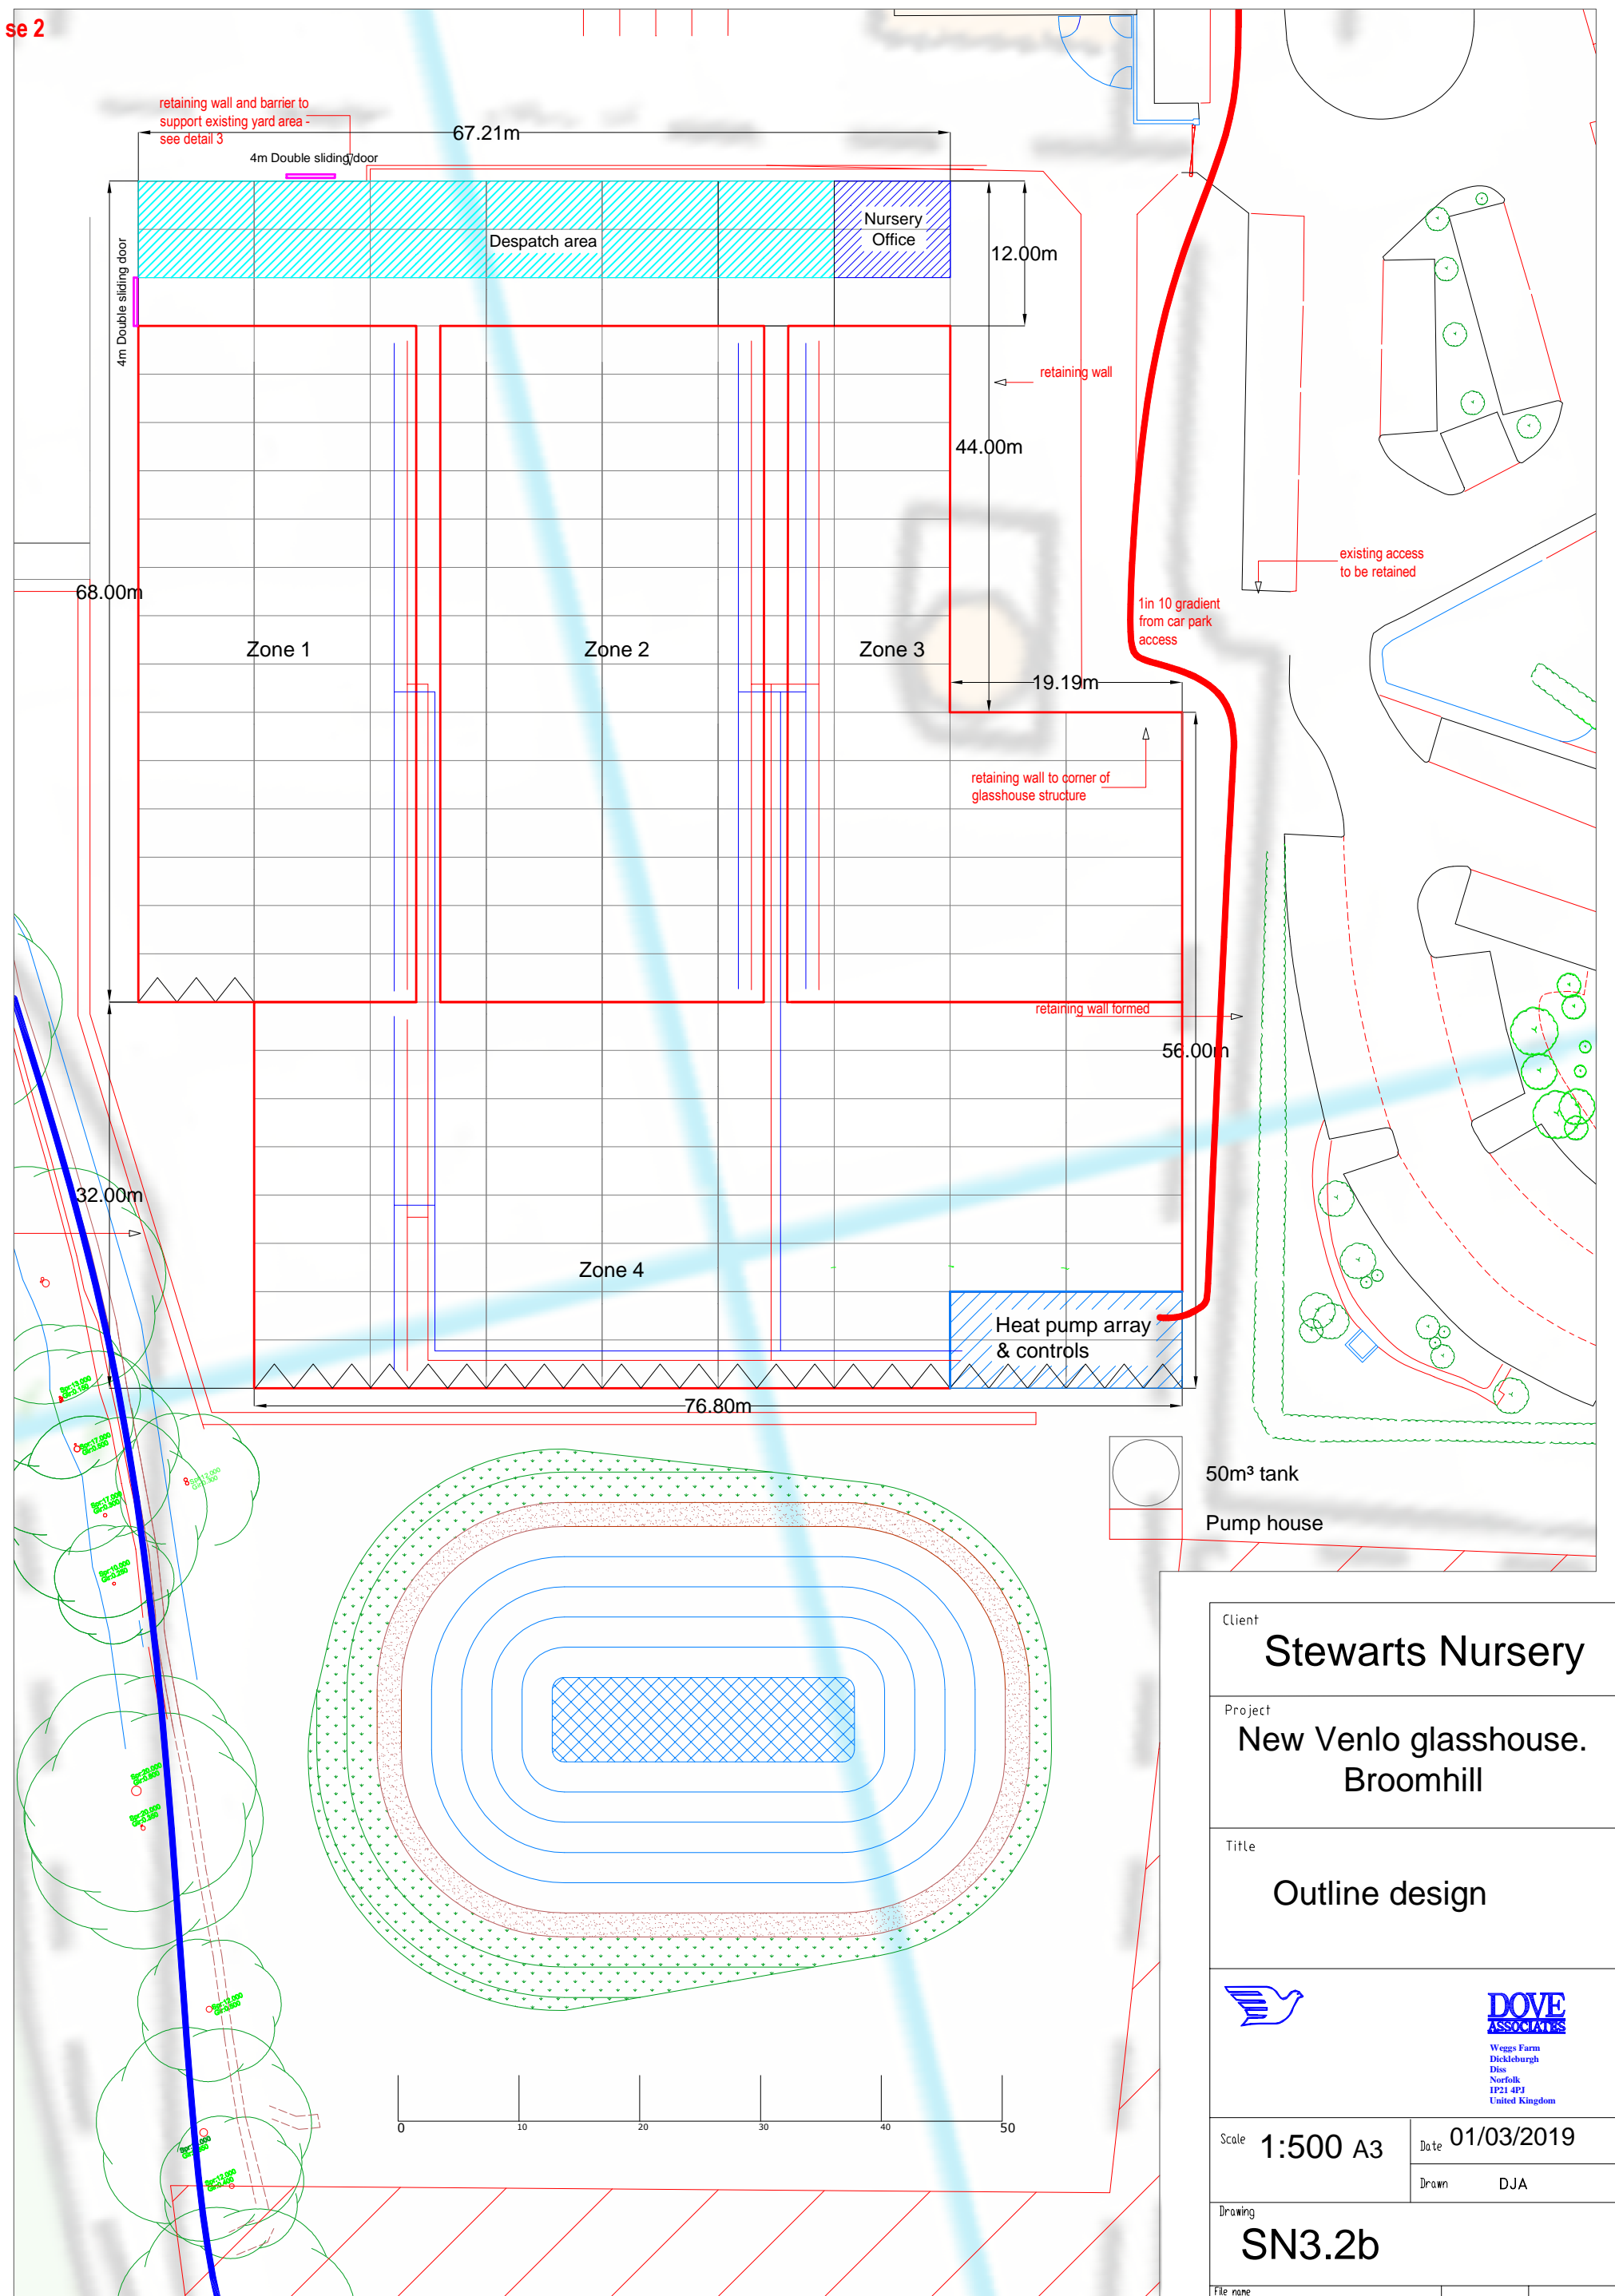 se 2
retaining wall and barrier to
support existing yard area -
see detail 3
67.21m
4m Double sliding door
Despatch area
Nursery
Office
12.00m
4m Double sliding door
retaining wall
44.00m
existing access
to be retained
68.00m
1in 10 gradient
from car park
access
Zone 1
Zone 2
Zone 3
19.19m
retaining wall to corner of
glasshouse structure
retaining wall formed
56.00m
32.00m
Zone 4
Heat pump array
& controls
76.80m
50m³ tank
Pump house
Client
Stewarts Nursery
Project
New Venlo glasshouse.
Broomhill
Title
Outline design
DOVE
ASSOCIATES
Weggs Farm
Dickleburgh
Diss
Norfolk
IP21 4PJ
United Kingdom
0 10 20 30 40 50
Scale 1:500 A3
Date 01/03/2019
Drawn DJA
Drawing
SN3.2b
File name